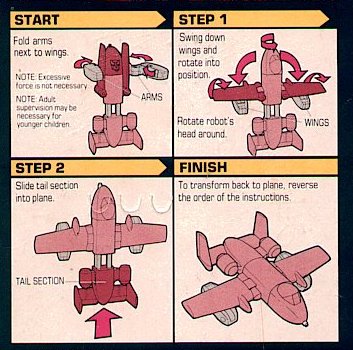 START
Fold arms
next to wings.
NOTE: Excessive
force is not necessary
NOTE: Adult
supervision may be
necessary for
younger children.
ARMS
STEP 1
Swing down
wings and
rotate into
position.
Rotate robot's
head around.
WINGS
STEP 2
Slide tail section
into plane.
TAIL SECTION
FINISH
To transform back to plane, reverse
the order of the instructions.